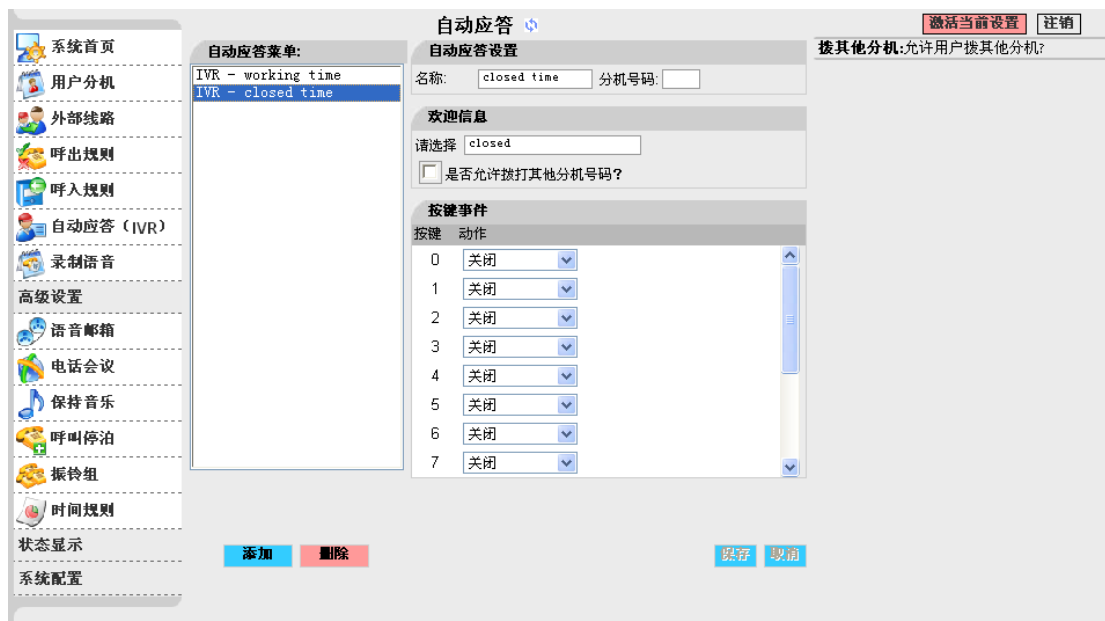 自动应答
激活当前设置 注销
系统首页
用户分机
外部线路
呼出规则
呼入规则
自动应答（IVR）
录制语音
高级设置
语音邮箱
电话会议
保持音乐
呼叫停泊
振铃组
时间规则
状态显示
系统配置
自动应答菜单:
IVR - working time
IVR - closed time
添加 删除
自动应答设置
名称: closed time 分机号码:
欢迎信息
请选择 closed
是否允许拨打其他分机号码?
按键事件
按键 动作
0 关闭
1 关闭
2 关闭
3 关闭
4 关闭
5 关闭
6 关闭
7 关闭
保存 取消
拨其他分机:允许用户拨其他分机?